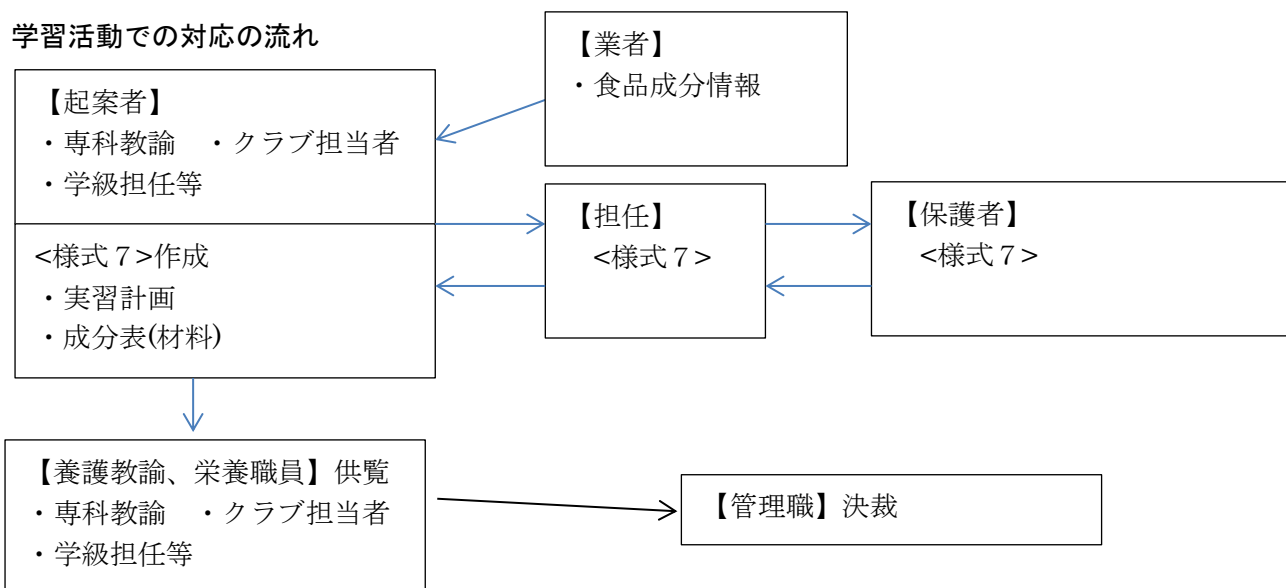 学習活動での対応の流れ
【業者】
・食品成分情報
【起案者】
・専科教諭　・クラブ担当者
・学級担任等
<様式７>作成
・実習計画
・成分表(材料)
【担任】
<様式７>
【保護者】
<様式７>
【養護教諭、栄養職員】供覧
・専科教諭　・クラブ担当者
・学級担任等
【管理職】決裁